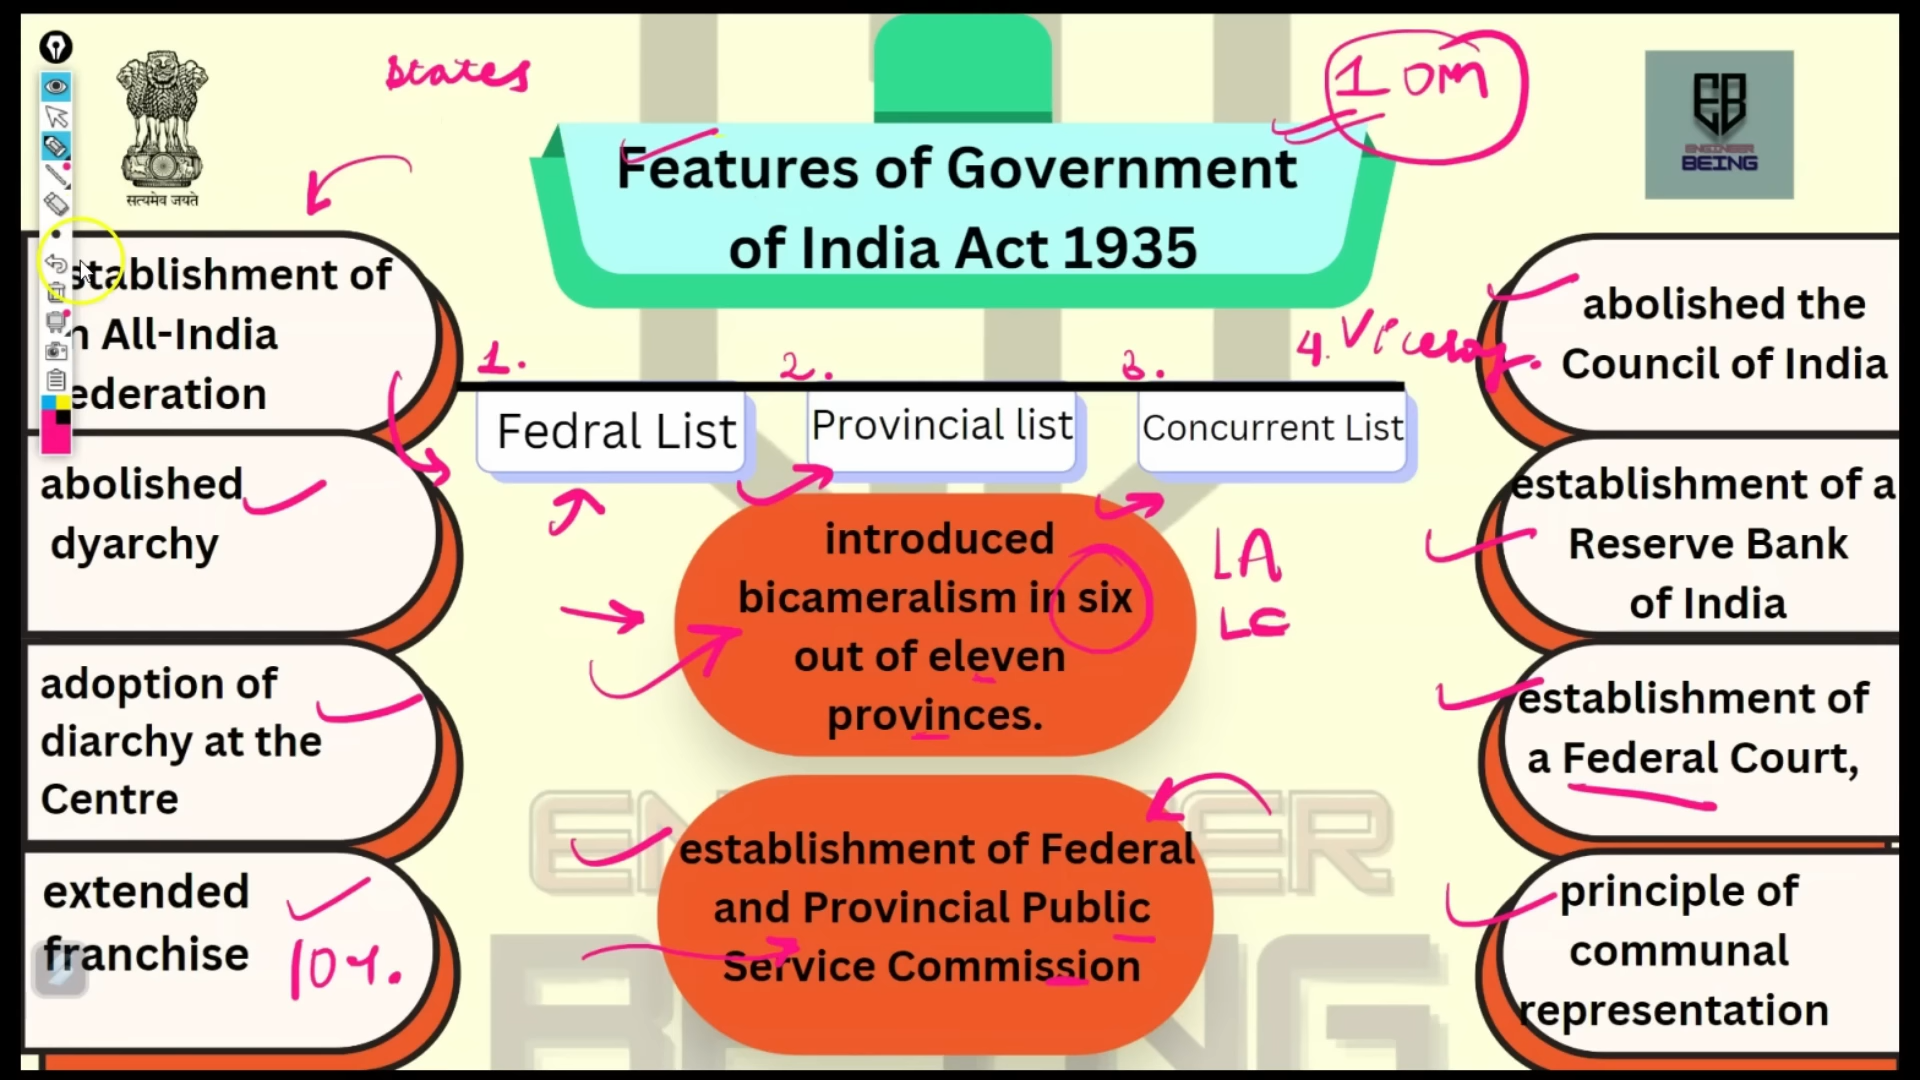 States
10M
सत्यमेव जयते
ENGINEER
BEING
Features of Government
of India Act 1935
stablishment of
n All-India
ederation
abolished
dyarchy
adoption of
diarchy at the
Centre
extended
franchise
10%.
1.
2.
3.
4. Viceroy.
Fedral List
Provincial list
Concurrent List
introduced
bicameralism in six
out of eleven
provinces.
LA
LC
establishment of Federal
and Provincial Public
Service Commission
abolished the
Council of India
establishment of a
Reserve Bank
of India
establishment of
a Federal Court,
principle of
communal
representation